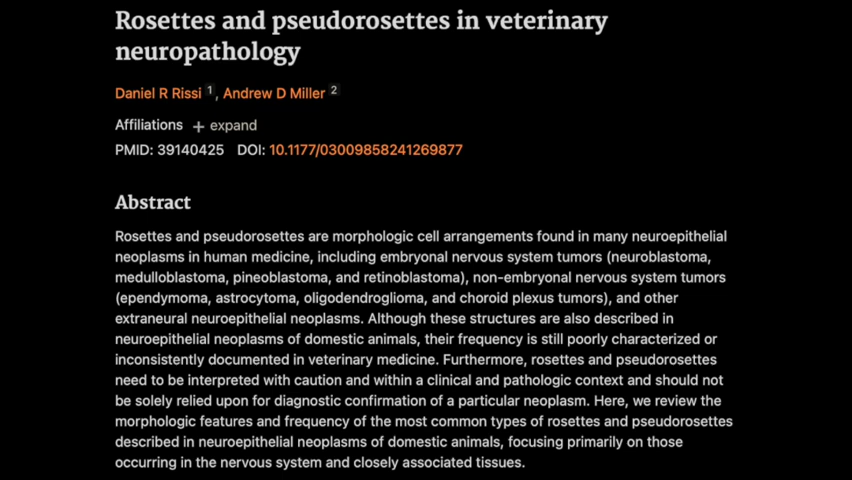 Rosettes and pseudorosettes in veterinary
neuropathology
Daniel R Rissi 1, Andrew D Miller 2
Affiliations + expand
PMID: 39140425 DOI: 10.1177/03009858241269877
Abstract
Rosettes and pseudorosettes are morphologic cell arrangements found in many neuroepithelial
neoplasms in human medicine, including embryonal nervous system tumors (neuroblastoma,
medulloblastoma, pineoblastoma, and retinoblastoma), non-embryonal nervous system tumors
(ependymoma, astrocytoma, oligodendroglioma, and choroid plexus tumors), and other
extraneural neuroepithelial neoplasms. Although these structures are also described in
neuroepithelial neoplasms of domestic animals, their frequency is still poorly characterized or
inconsistently documented in veterinary medicine. Furthermore, rosettes and pseudorosettes
need to be interpreted with caution and within a clinical and pathologic context and should not
be solely relied upon for diagnostic confirmation of a particular neoplasm. Here, we review the
morphologic features and frequency of the most common types of rosettes and pseudorosettes
described in neuroepithelial neoplasms of domestic animals, focusing primarily on those
occurring in the nervous system and closely associated tissues.